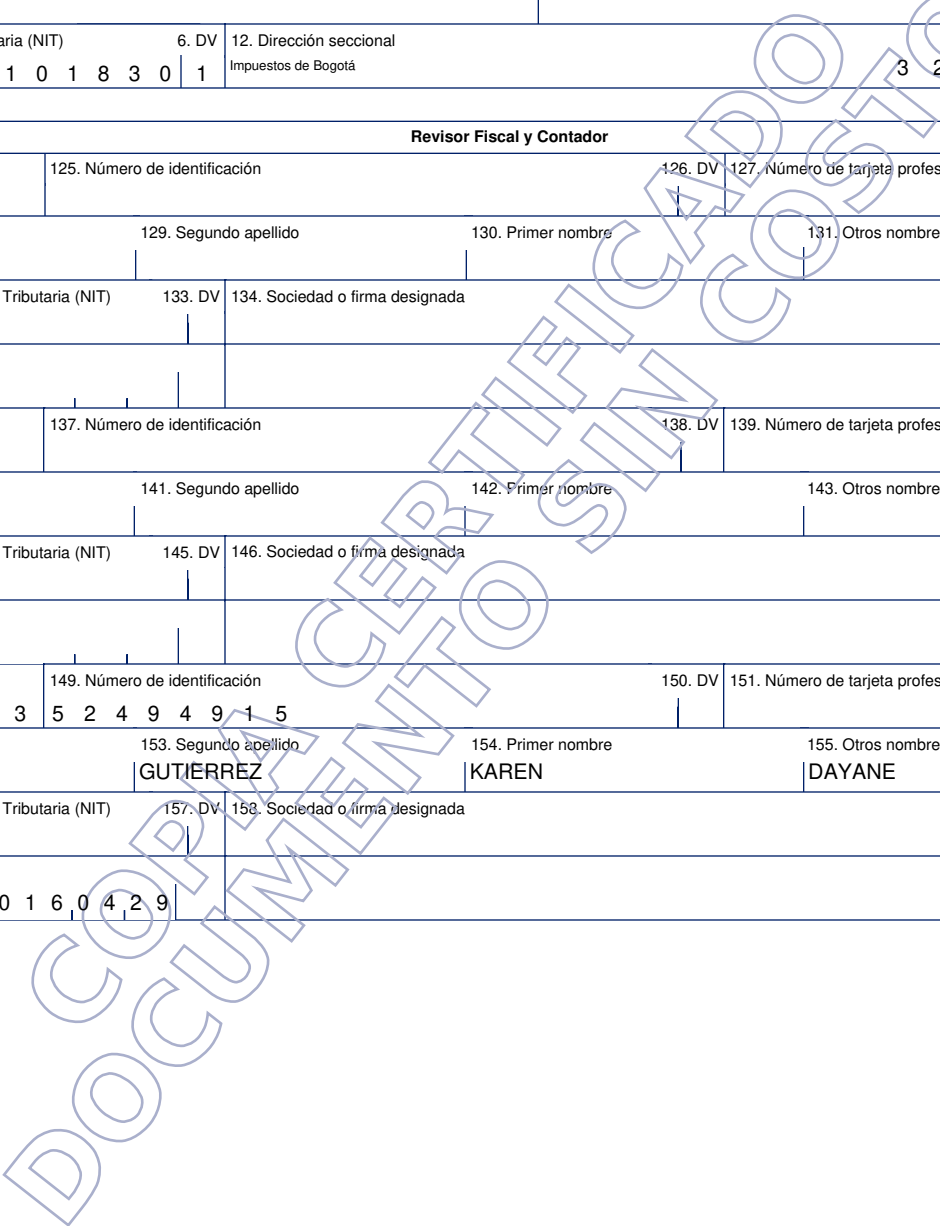 aria (NIT) 6. DV 12. Dirección seccional
1 0 1 8 3 0 1 Impuestos de Bogotá 3 2
Revisor Fiscal y Contador
125. Número de identificación 126. DV 127. Número de tarjeta profes
129. Segundo apellido 130. Primer nombre 131. Otros nombre
Tributaria (NIT) 133. DV 134. Sociedad o firma designada
137. Número de identificación 138. DV 139. Número de tarjeta profes
141. Segundo apellido 142. Primer nombre 143. Otros nombre
Tributaria (NIT) 145. DV 146. Sociedad o firma designada
149. Número de identificación 150. DV 151. Número de tarjeta profes
3 5 2 4 9 4 9 1 5
153. Segundo apellido 154. Primer nombre 155. Otros nombre
GUTIERREZ KAREN DAYANE
Tributaria (NIT) 157. DV 158. Sociedad o firma designada
0 1 6 0 4 2 9
COPIA CERTIFICADO
DOCUMENTO SIN COSTO